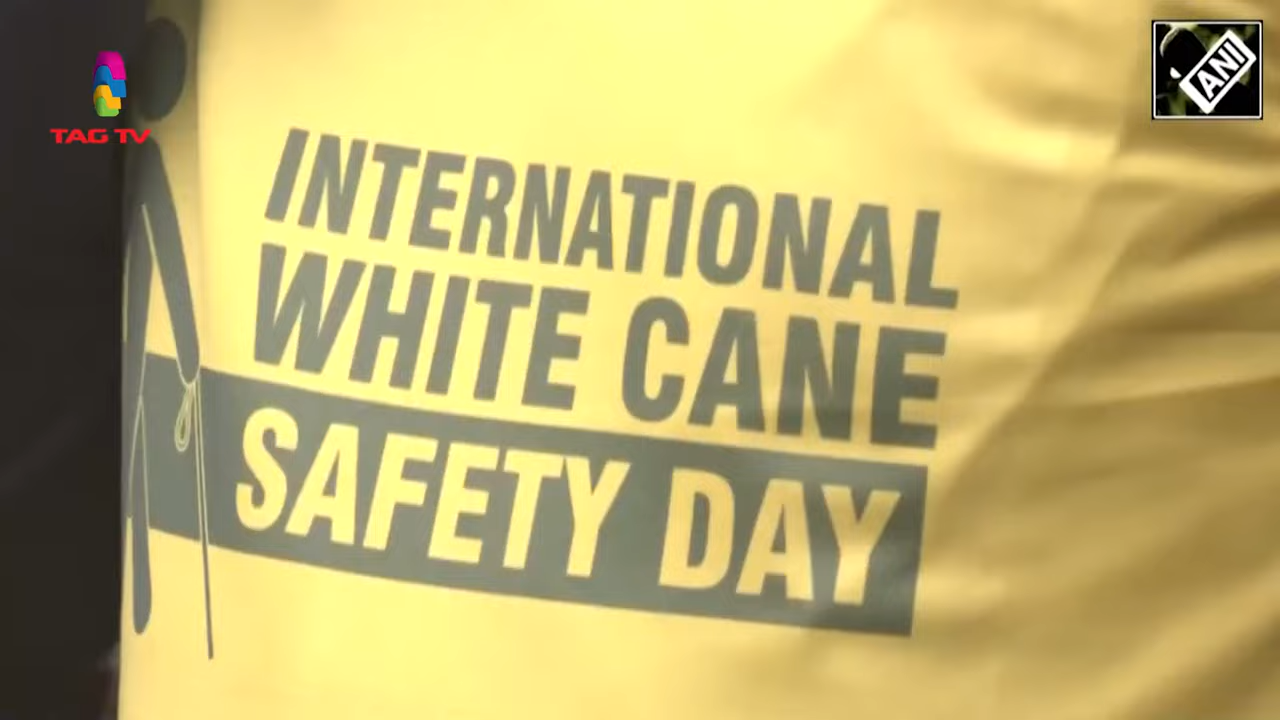 TAG TV
ANI
INTERNATIONAL
WHITE CANE
SAFETY DAY